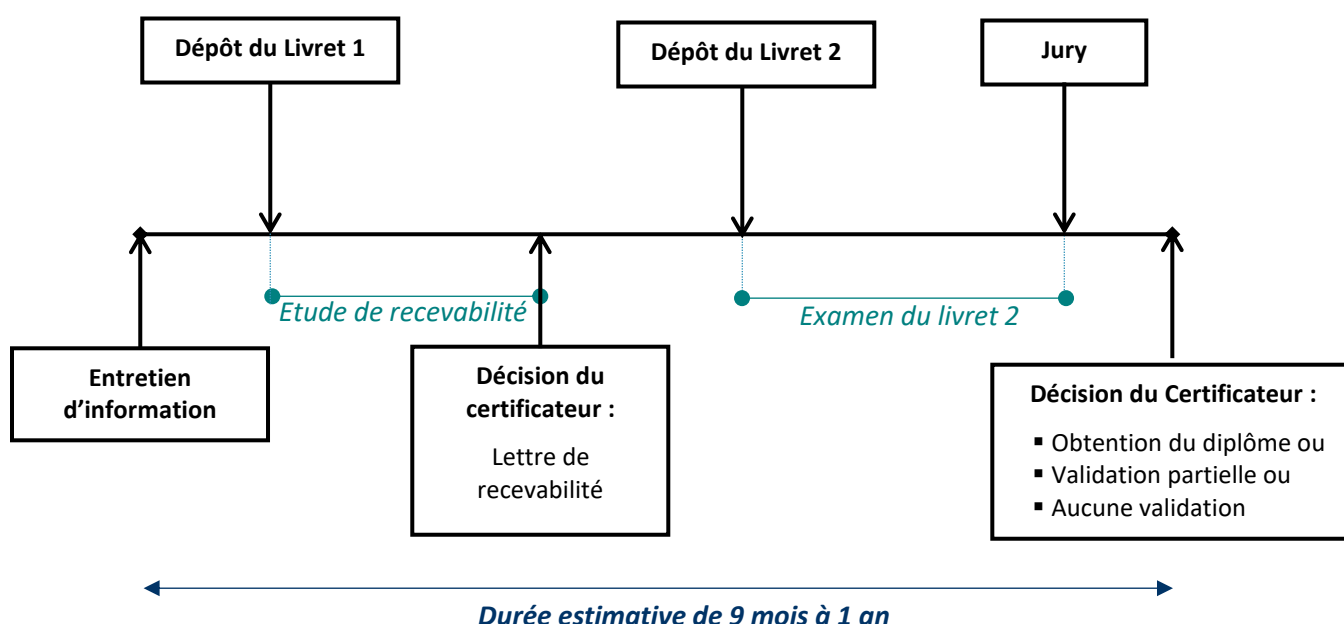 Dépôt du Livret 1
Dépôt du Livret 2
Jury
Etude de recevabilité
Examen du livret 2
Entretien
d’information
Décision du
certificateur :
Lettre de
recevabilité
Décision du Certificateur :
▪ Obtention du diplôme ou
▪ Validation partielle ou
▪ Aucune validation
Durée estimative de 9 mois à 1 an